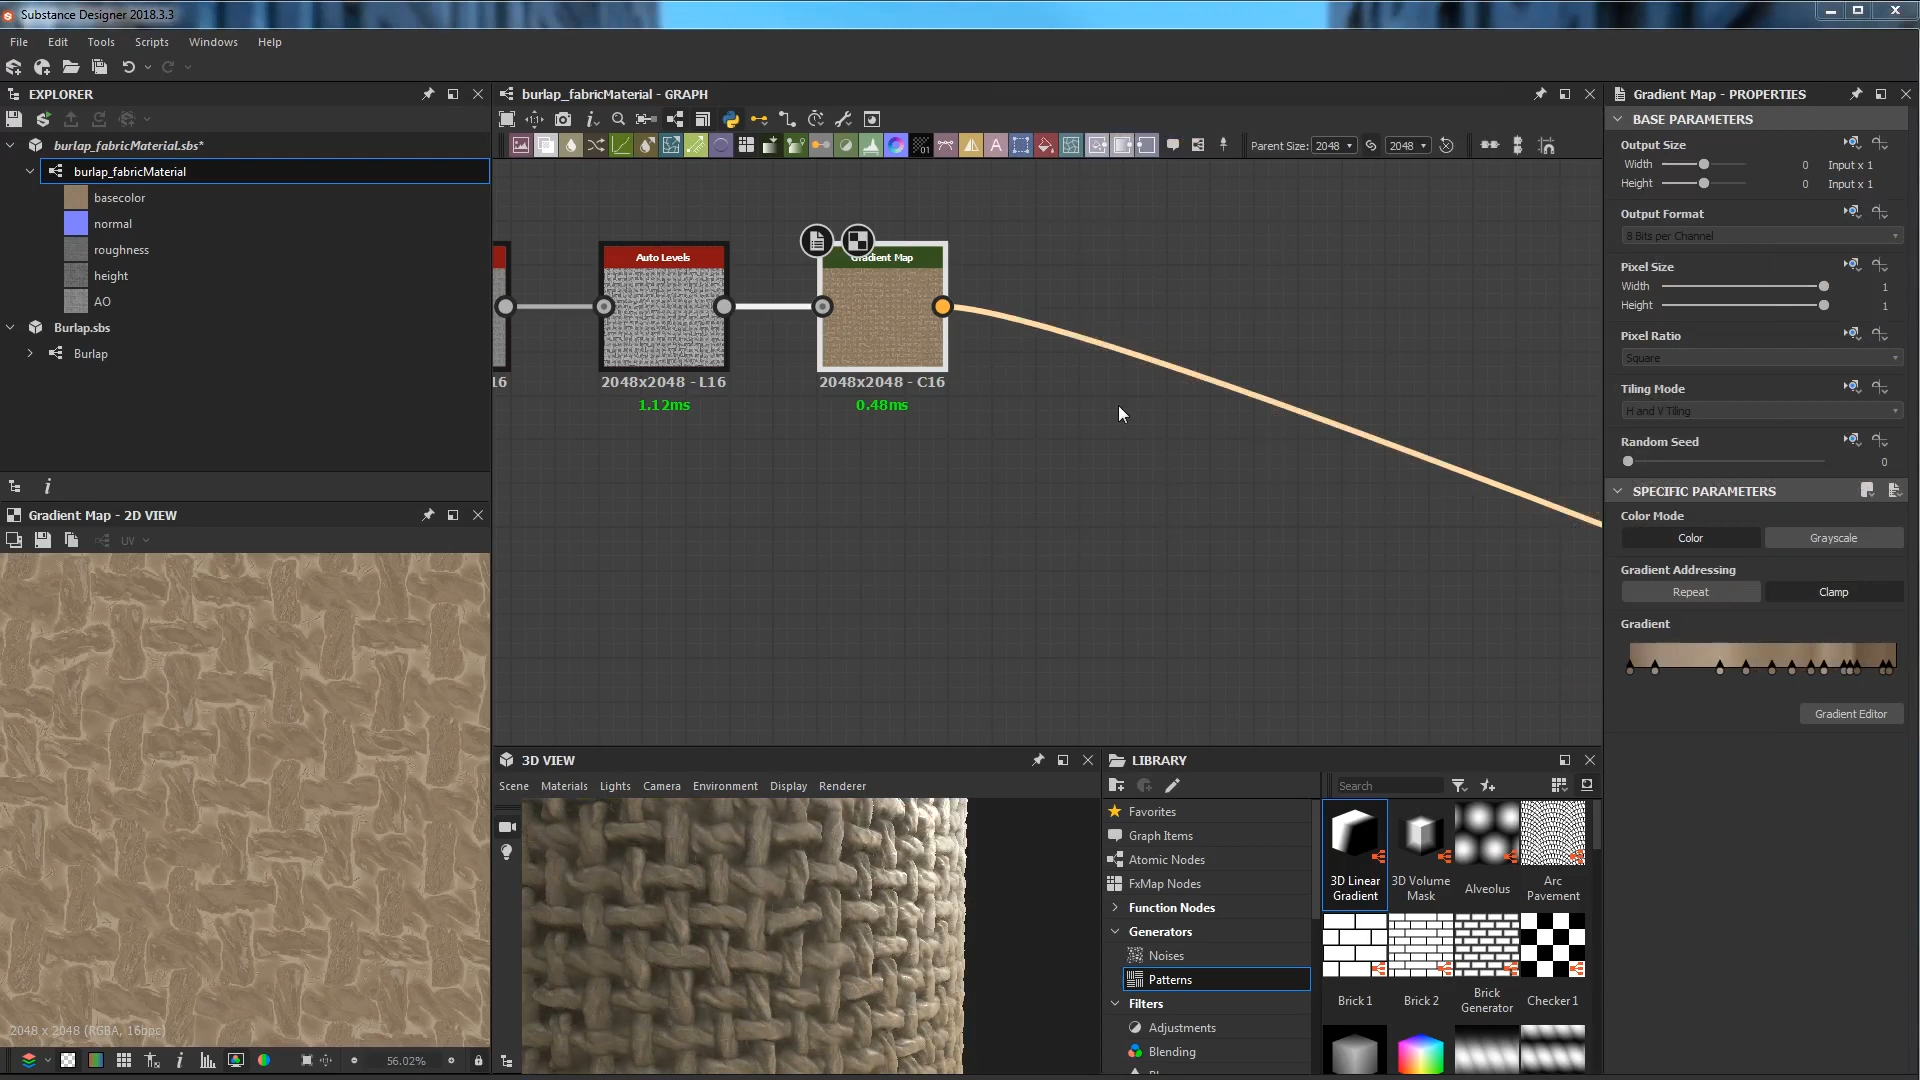 Substance Designer 2018.3.3
File Edit Tools Scripts Windows Help
EXPLORER
burlap_fabricMaterial.sbs*
burlap_fabricMaterial
basecolor
normal
roughness
height
AO
Burlap.sbs
Burlap
Gradient Map - 2D VIEW
UV
2048 x 2048 (RGBA, 16bpc)
56.02%
burlap_fabricMaterial - GRAPH
Parent Size: 2048 2048
Auto Levels
Gradient Map
16
2048x2048 - L16
2048x2048 - C16
1.12ms
0.48ms
3D VIEW
Scene Materials Lights Camera Environment Display Renderer
LIBRARY
Search
Favorites
Graph Items
Atomic Nodes
FxMap Nodes
Function Nodes
Generators
Noises
Patterns
Filters
Adjustments
Blending
3D Linear Gradient
3D Volume Mask
Alveolus
Arc Pavement
Brick 1
Brick 2
Brick Generator
Checker 1
Gradient Map - PROPERTIES
BASE PARAMETERS
Output Size
Width 0 Input x 1
Height 0 Input x 1
Output Format
8 Bits per Channel
Pixel Size
Width 1
Height 1
Pixel Ratio
Square
Tiling Mode
H and V Tiling
Random Seed
0
SPECIFIC PARAMETERS
Color Mode
Color Grayscale
Gradient Addressing
Repeat Clamp
Gradient
Gradient Editor